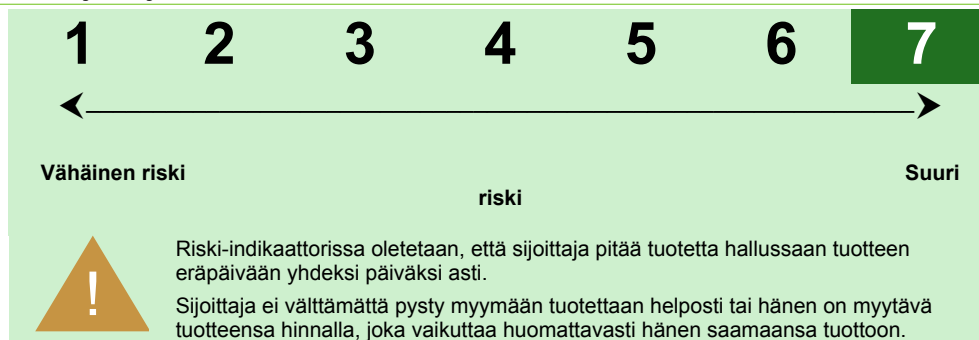 1 2 3 4 5 6 7
Vähäinen riski Suuri
riski
Riski-indikaattorissa oletetaan, että sijoittaja pitää tuotetta hallussaan tuotteen
eräpäivään yhdeksi päiväksi asti.
!
Sijoittaja ei välttämättä pysty myymään tuotettaan helposti tai hänen on myytävä
tuotteensa hinnalla, joka vaikuttaa huomattavasti hänen saamaansa tuottoon.